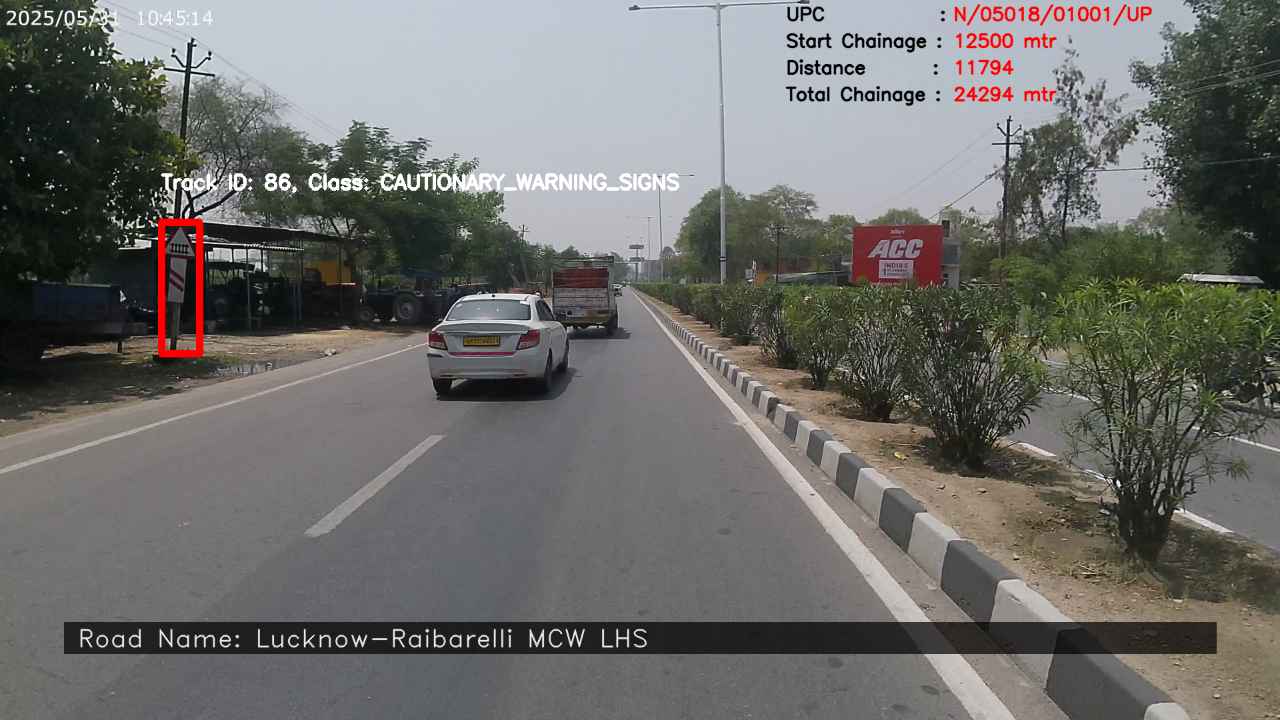 2025/05/31 10:45:14
UPC : N/05018/01001/UP
Start Chainage : 12500 mtr
Distance : 11794
Total Chainage : 24294 mtr
Track ID: 86, Class: CAUTIONARY_WARNING_SIGNS
ACC
Road Name: Lucknow-Raibarelli MCW LHS